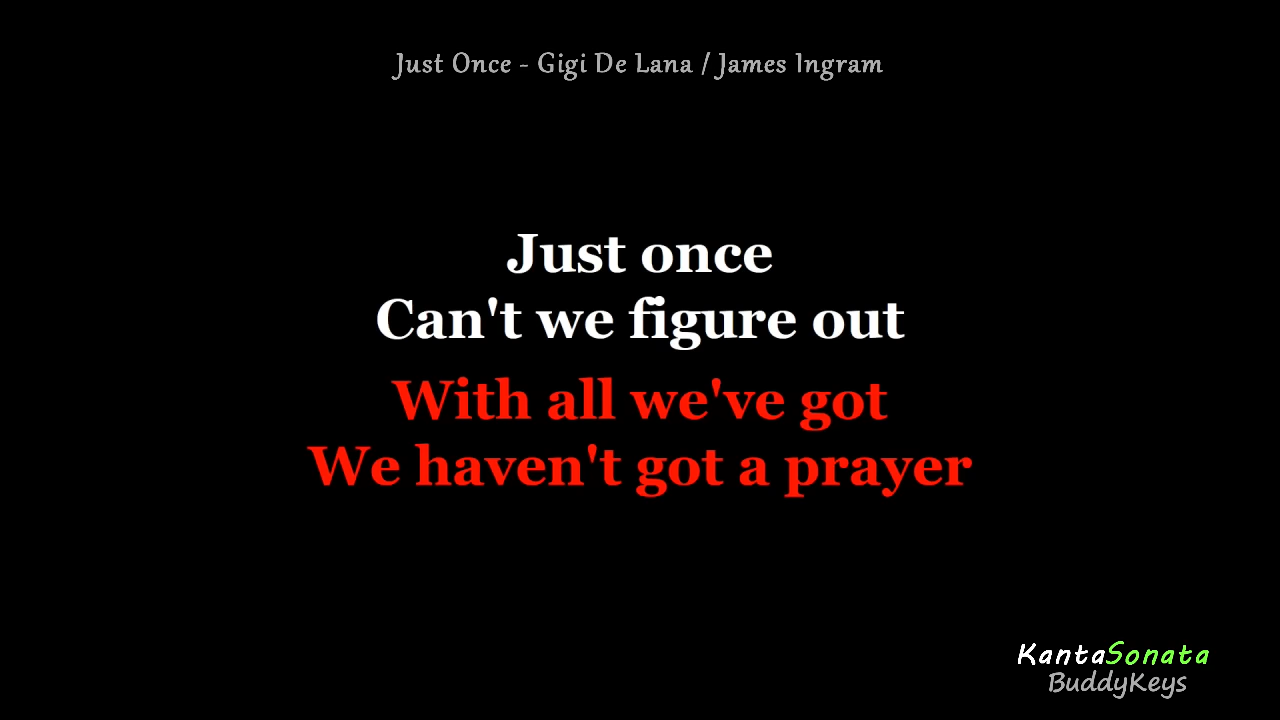 Just Once - Gigi De Lana / James Ingram
Just once
Can't we figure out
With all we've got
We haven't got a prayer
KantaSonata
BuddyKeys